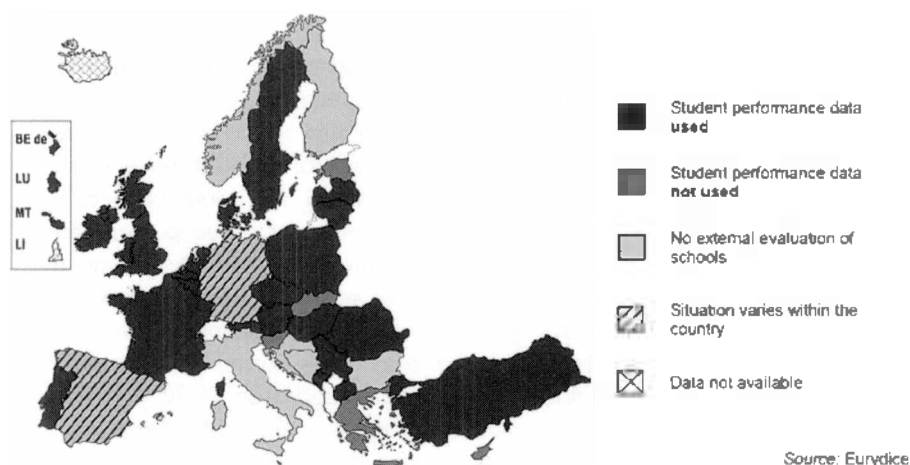 BE de
LU
MT
LI
Student performance data
used
Student performance data
not used
No external evaluation of
schools
Situation varies within the
country
Data not available
Source: Eurydice